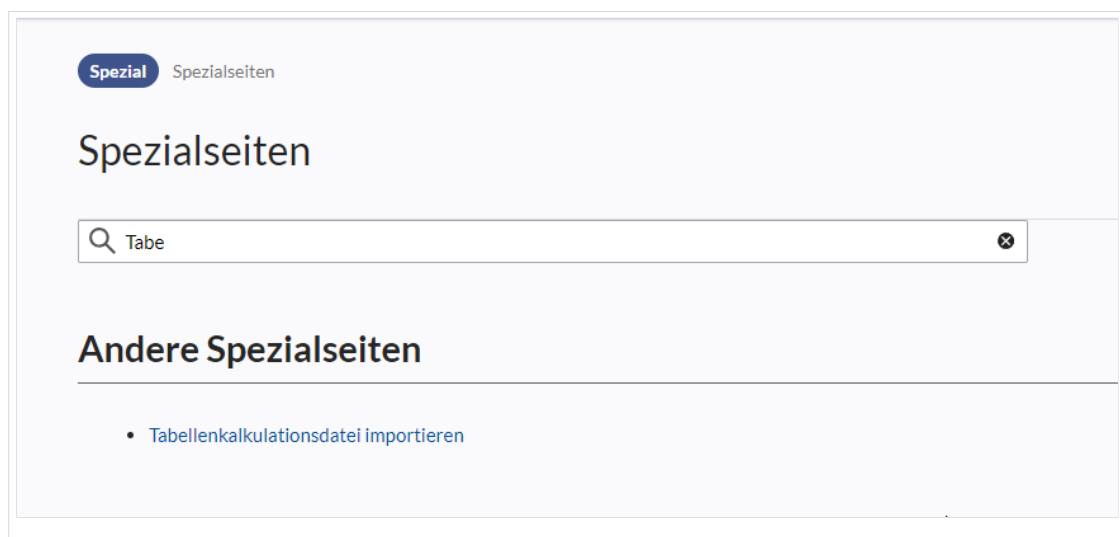 Spezial Spezialseiten
Spezialseiten
Tabe
Andere Spezialseiten
• Tabellenkalkulationsdatei importieren